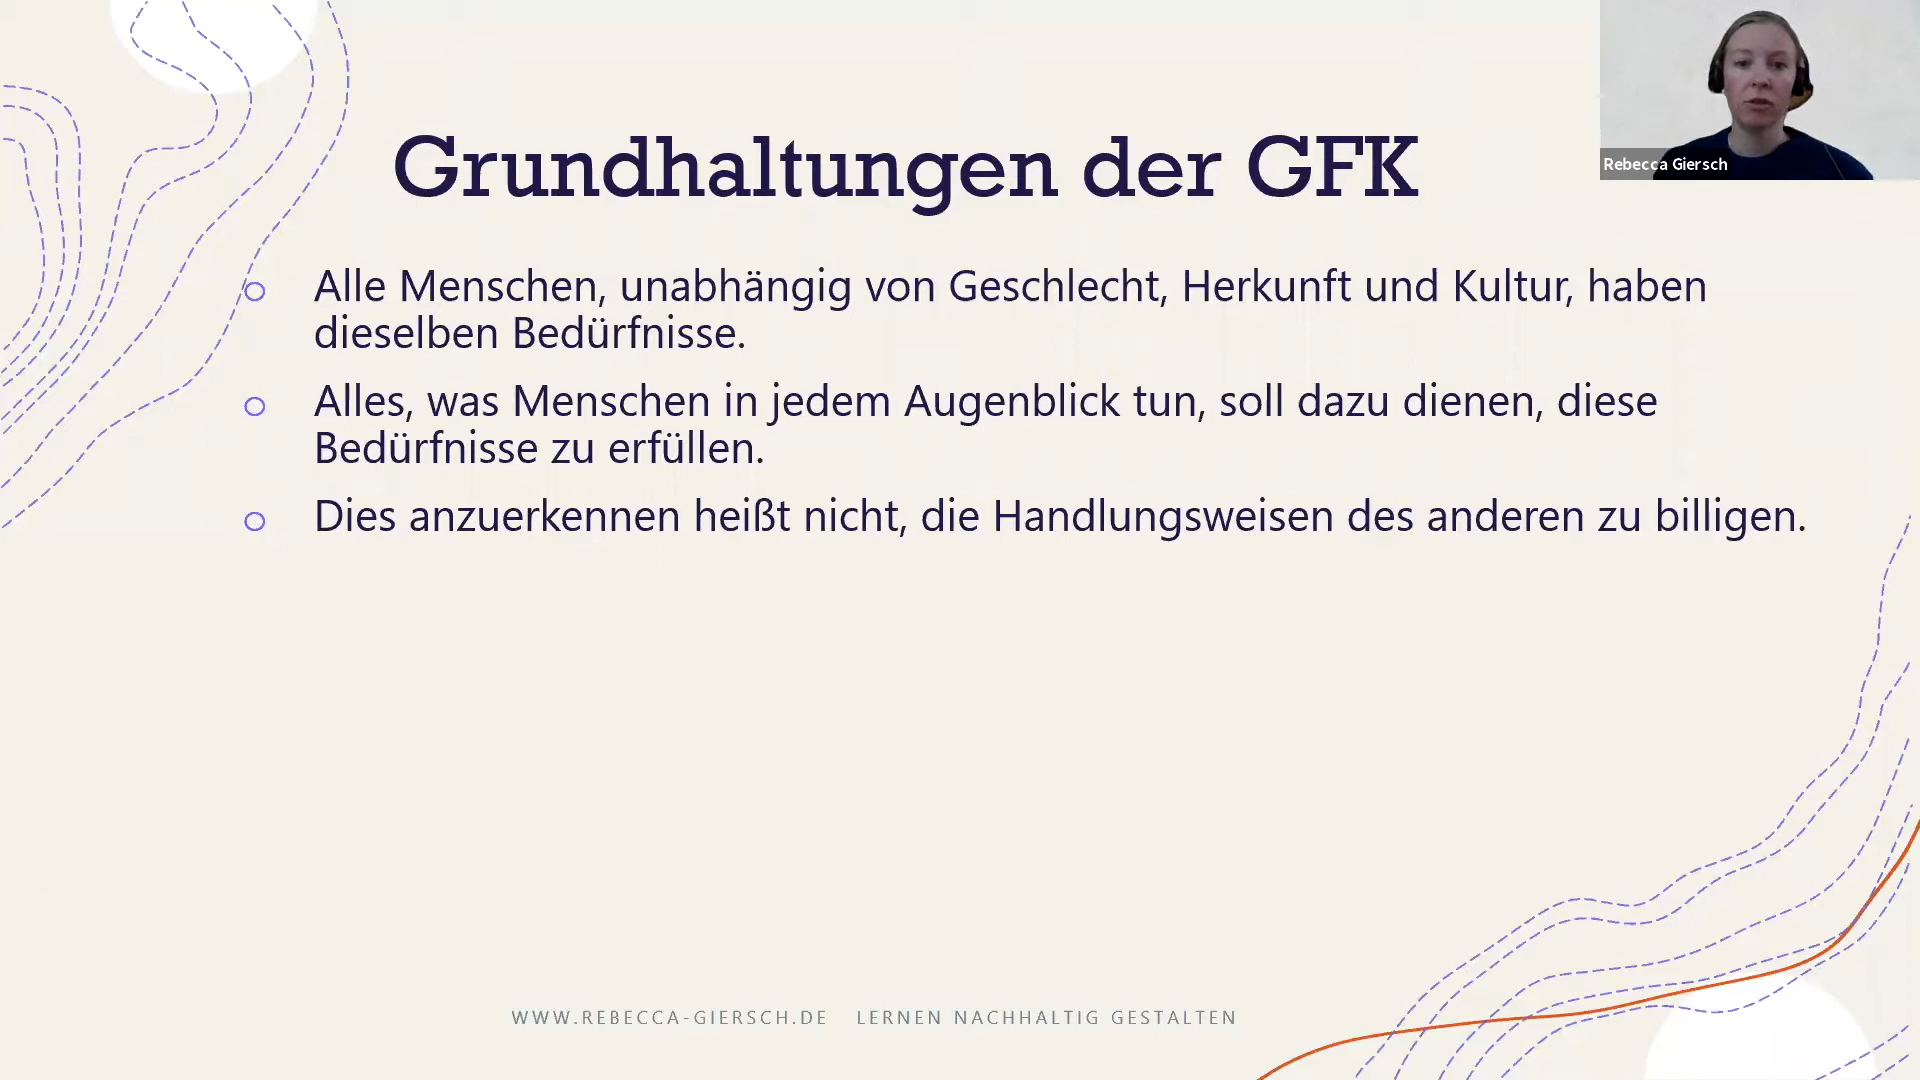 Grundhaltungen der GFK
Rebecca Giersch
Alle Menschen, unabhängig von Geschlecht, Herkunft und Kultur, haben
dieselben Bedürfnisse.
Alles, was Menschen in jedem Augenblick tun, soll dazu dienen, diese
Bedürfnisse zu erfüllen.
Dies anzuerkennen heißt nicht, die Handlungsweisen des anderen zu billigen.
WWW.REBECCA-GIERSCH.DE LERNEN NACHHALTIG GESTALTEN